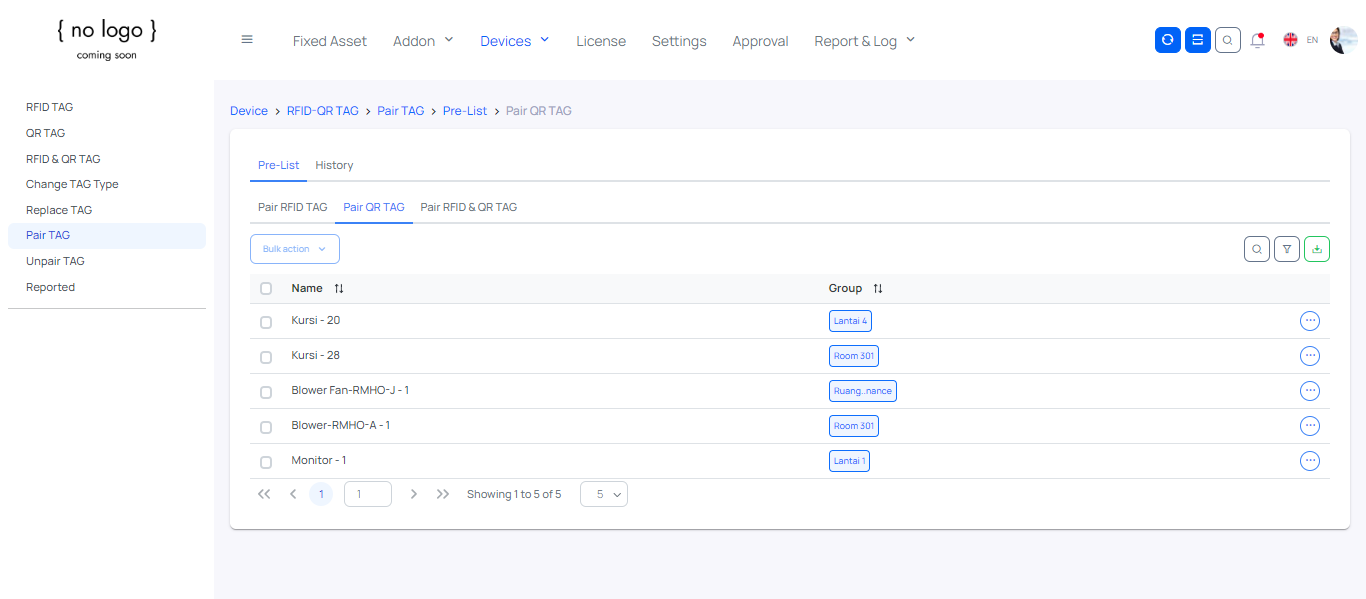 { no logo }
coming soon
Fixed Asset Addon Devices License Settings Approval Report & Log EN
RFID TAG
QR TAG
RFID & QR TAG
Change TAG Type
Replace TAG
Pair TAG
Unpair TAG
Reported
Device > RFID-QR TAG > Pair TAG > Pre-List > Pair QR TAG
Pre-List History
Pair RFID TAG Pair QR TAG Pair RFID & QR TAG
Bulk action
Name Group
Kursi - 20 Lantai 4
Kursi - 28 Room 301
Blower Fan-RMHO-J - 1 Ruang..nance
Blower-RMHO-A - 1 Room 301
Monitor - 1 Lantai 1
1 1 Showing 1 to 5 of 5 5